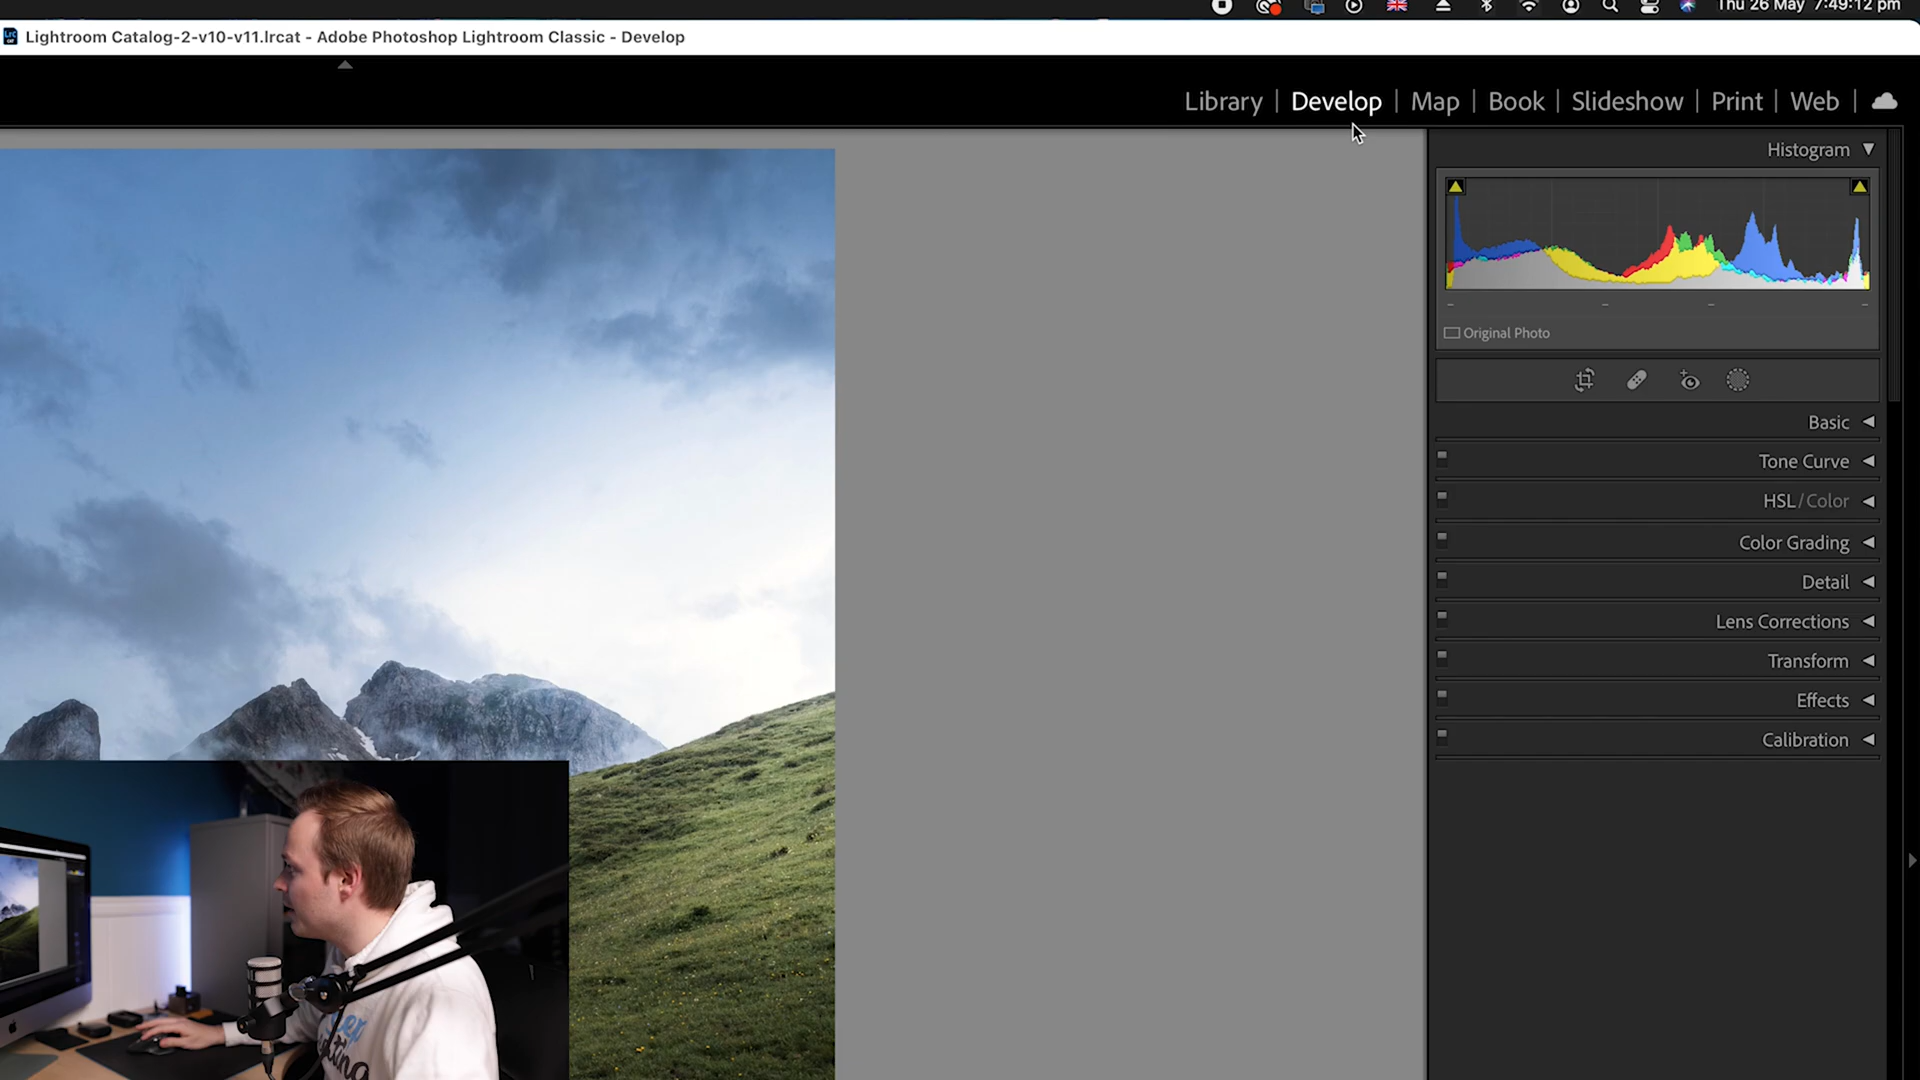 Thu 26 May 7:49:12 pm
Lightroom Catalog-2-v10-v11.lrcat - Adobe Photoshop Lightroom Classic - Develop
Library | Develop | Map | Book | Slideshow | Print | Web |
Histogram
Original Photo
Basic
Tone Curve
HSL / Color
Color Grading
Detail
Lens Corrections
Transform
Effects
Calibration